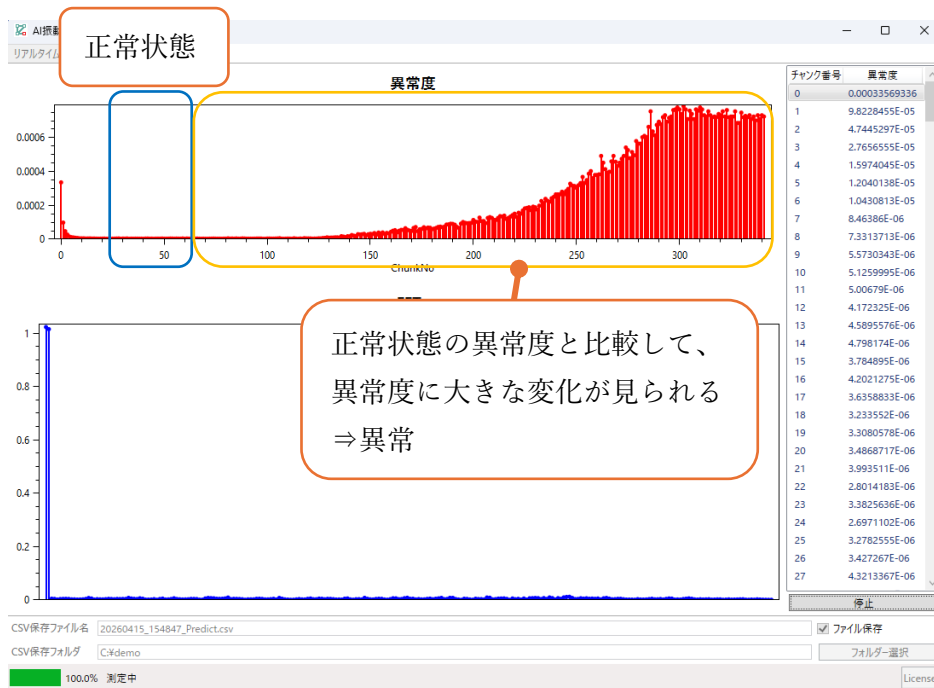 AI振動
正常状態
リアルタイム
異常度
0.0006
0.0004
0.0002
0
0 50 100 150 200 250 300
ChunkNo
正常状態の異常度と比較して、
異常度に大きな変化が見られる
⇒異常
1
0.8
0.6
0.4
0.2
0
チャンク番号 異常度
0 0.00033569336
1 9.8228455E-05
2 4.7445297E-05
3 2.7656555E-05
4 1.5974045E-05
5 1.2040138E-05
6 1.0430813E-05
7 8.46386E-06
8 7.3313713E-06
9 5.5730343E-06
10 5.1259995E-06
11 5.00679E-06
12 4.172325E-06
13 4.5895576E-06
14 4.798174E-06
15 3.784895E-06
16 4.2021275E-06
17 3.6358833E-06
18 3.233552E-06
19 3.3080578E-06
20 3.4868717E-06
21 3.993511E-06
22 2.8014183E-06
23 3.3825636E-06
24 2.6971102E-06
25 3.2782555E-06
26 3.427267E-06
27 4.3213367E-06
停止
CSV保存ファイル名 20260415_154847_Predict.csv
ファイル保存
CSV保存フォルダ C:¥demo
フォルダー選択
100.0% 測定中
License